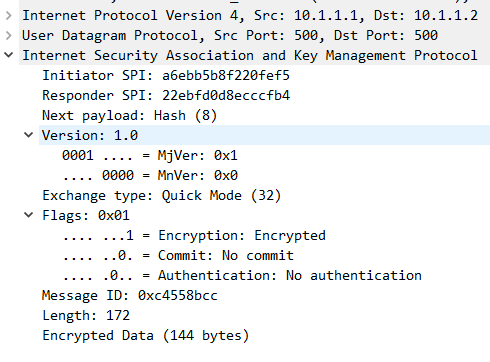 Internet Protocol Version 4, Src: 10.1.1.1, Dst: 10.1.1.2
User Datagram Protocol, Src Port: 500, Dst Port: 500
Internet Security Association and Key Management Protocol
Initiator SPI: a6ebb5b8f220fef5
Responder SPI: 22ebfd0d8ecccfb4
Next payload: Hash (8)
Version: 1.0
0001 .... = MjVer: 0x1
.... 0000 = MnVer: 0x0
Exchange type: Quick Mode (32)
Flags: 0x01
.... ...1 = Encryption: Encrypted
.... ..0. = Commit: No commit
.... .0.. = Authentication: No authentication
Message ID: 0xc4558bcc
Length: 172
Encrypted Data (144 bytes)